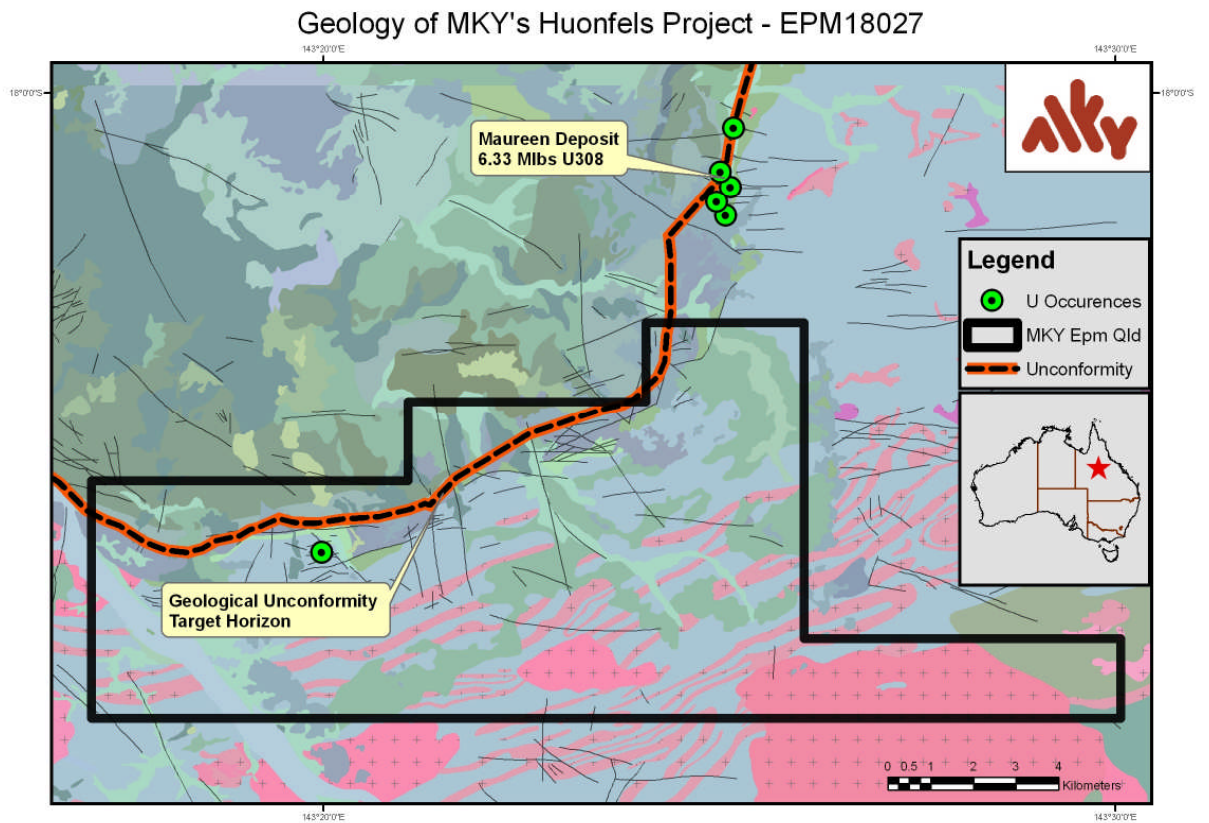 Geology of MKY's Huonfels Project - EPM18027
143°20'0"E
143°30'0"E
18°0'0"S
18°0'0"S
MKY
Maureen Deposit
6.33 Mlbs U308
Legend
U Occurences
MKY Epm Qld
Unconformity
Geological Unconformity
Target Horizon
0 0.5 1 2 3 4
Kilometers
143°20'0"E
143°30'0"E